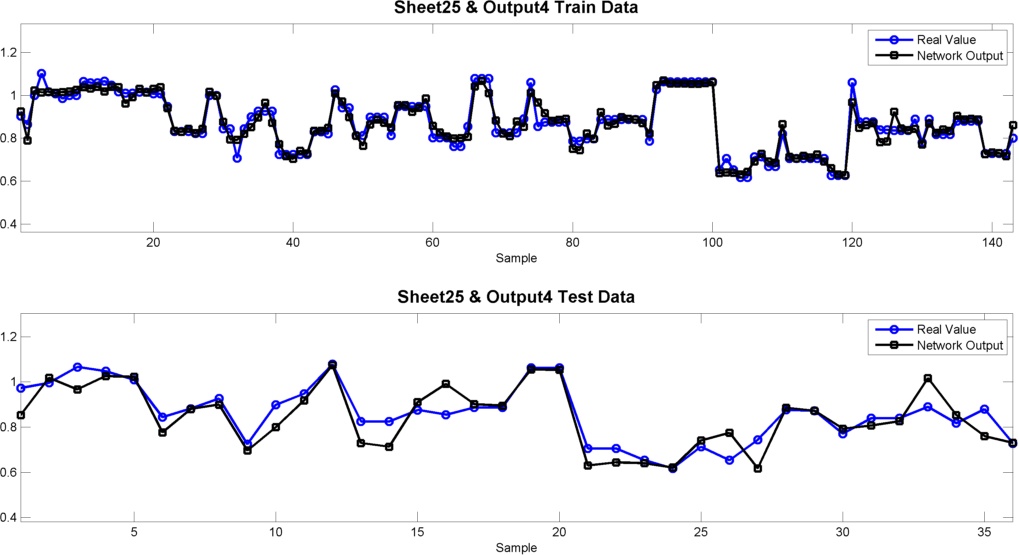 Sheet25 & Output4 Train Data
Real Value
Network Output
1.2
1
0.8
0.6
0.4
20 40 60 80 100 120 140
Sample
Sheet25 & Output4 Test Data
Real Value
Network Output
1.2
1
0.8
0.6
0.4
5 10 15 20 25 30 35
Sample